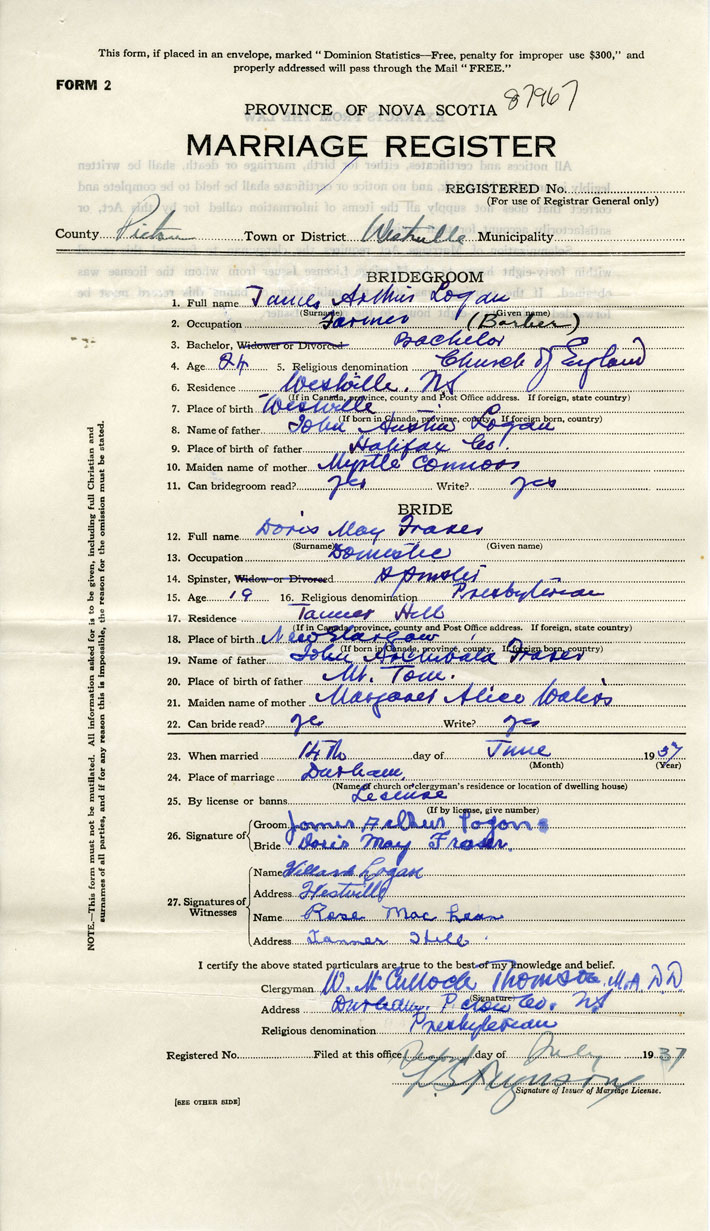 This form, if placed in an envelope, marked "Dominion Statistics—Free, penalty for improper use $300," and
properly addressed will pass through the Mail "FREE."
FORM 2
87967
PROVINCE OF NOVA SCOTIA
MARRIAGE REGISTER
REGISTERED No.
(For use of Registrar General only)
County Pictou Town or District Westville Municipality
BRIDEGROOM
1. Full name James Arthur Logan
(Surname) (Given name)
2. Occupation Farmer (Barber)
3. Bachelor, Widower or Divorced Bachelor
4. Age 24 5. Religious denomination Church of England
6. Residence Westville. NS
(If in Canada, province, county and Post Office address. If foreign, state country)
7. Place of birth Westville
(If born in Canada, province, county. If foreign born, country)
8. Name of father John Austin Logan
9. Place of birth of father Halifax Co.
10. Maiden name of mother Myrtle Connors
11. Can bridegroom read? yes Write? yes
BRIDE
12. Full name Doris May Fraser
(Surname) (Given name)
13. Occupation Domestic
14. Spinster, Widow or Divorced Spinster
15. Age 19 16. Religious denomination Presbyterian
17. Residence Tanner Hill
(If in Canada, province, county and Post Office address. If foreign, state country)
18. Place of birth New Glasgow
(If born in Canada, province, county. If foreign born, country)
19. Name of father John Archibald Fraser
20. Place of birth of father Mt. Tom.
21. Maiden name of mother Margaret Alice
22. Can bride read? yes Write? yes
23. When married 14th day of June 1937
(Month) (Year)
24. Place of marriage Durham,
(Name of church or clergyman's residence or location of dwelling house)
25. By license or banns License
(If by license, give number)
26. Signature of Groom James Arthur Logan
Bride Doris May Fraser.
27. Signatures of Witnesses Name Willard Logan
Address Westville
Name Rose MacLean
Address Tanner Hill.
I certify the above stated particulars are true to the best of my knowledge and belief.
Clergyman W. McCulloch Thomson, M.A. D.D.
(Signature)
Address Durham, Pictou Co. NS
Religious denomination Presbyterian
Registered No. Filed at this office day of July 1937
Signature of Issuer of Marriage License.
[SEE OTHER SIDE]
NOTE.—This form must not be mutilated. All information asked for is to be given, including full Christian and
surnames of all parties, and if for any reason this is impossible, the reason for the omission must be stated.